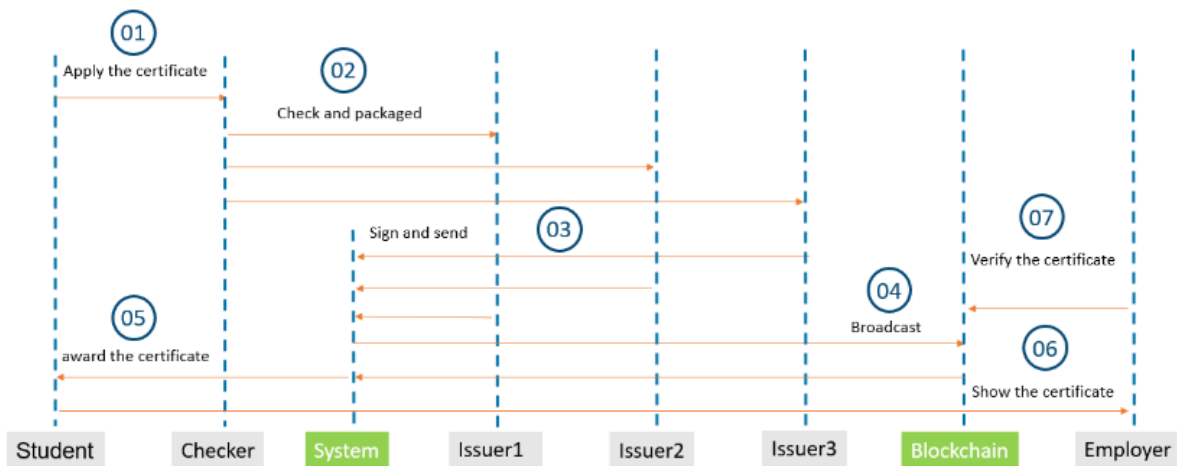 01
Apply the certificate
02
Check and packaged
03
Sign and send
04
Broadcast
05
award the certificate
07
Verify the certificate
06
Show the certificate
Student
Checker
System
Issuer1
Issuer2
Issuer3
Blockchain
Employer